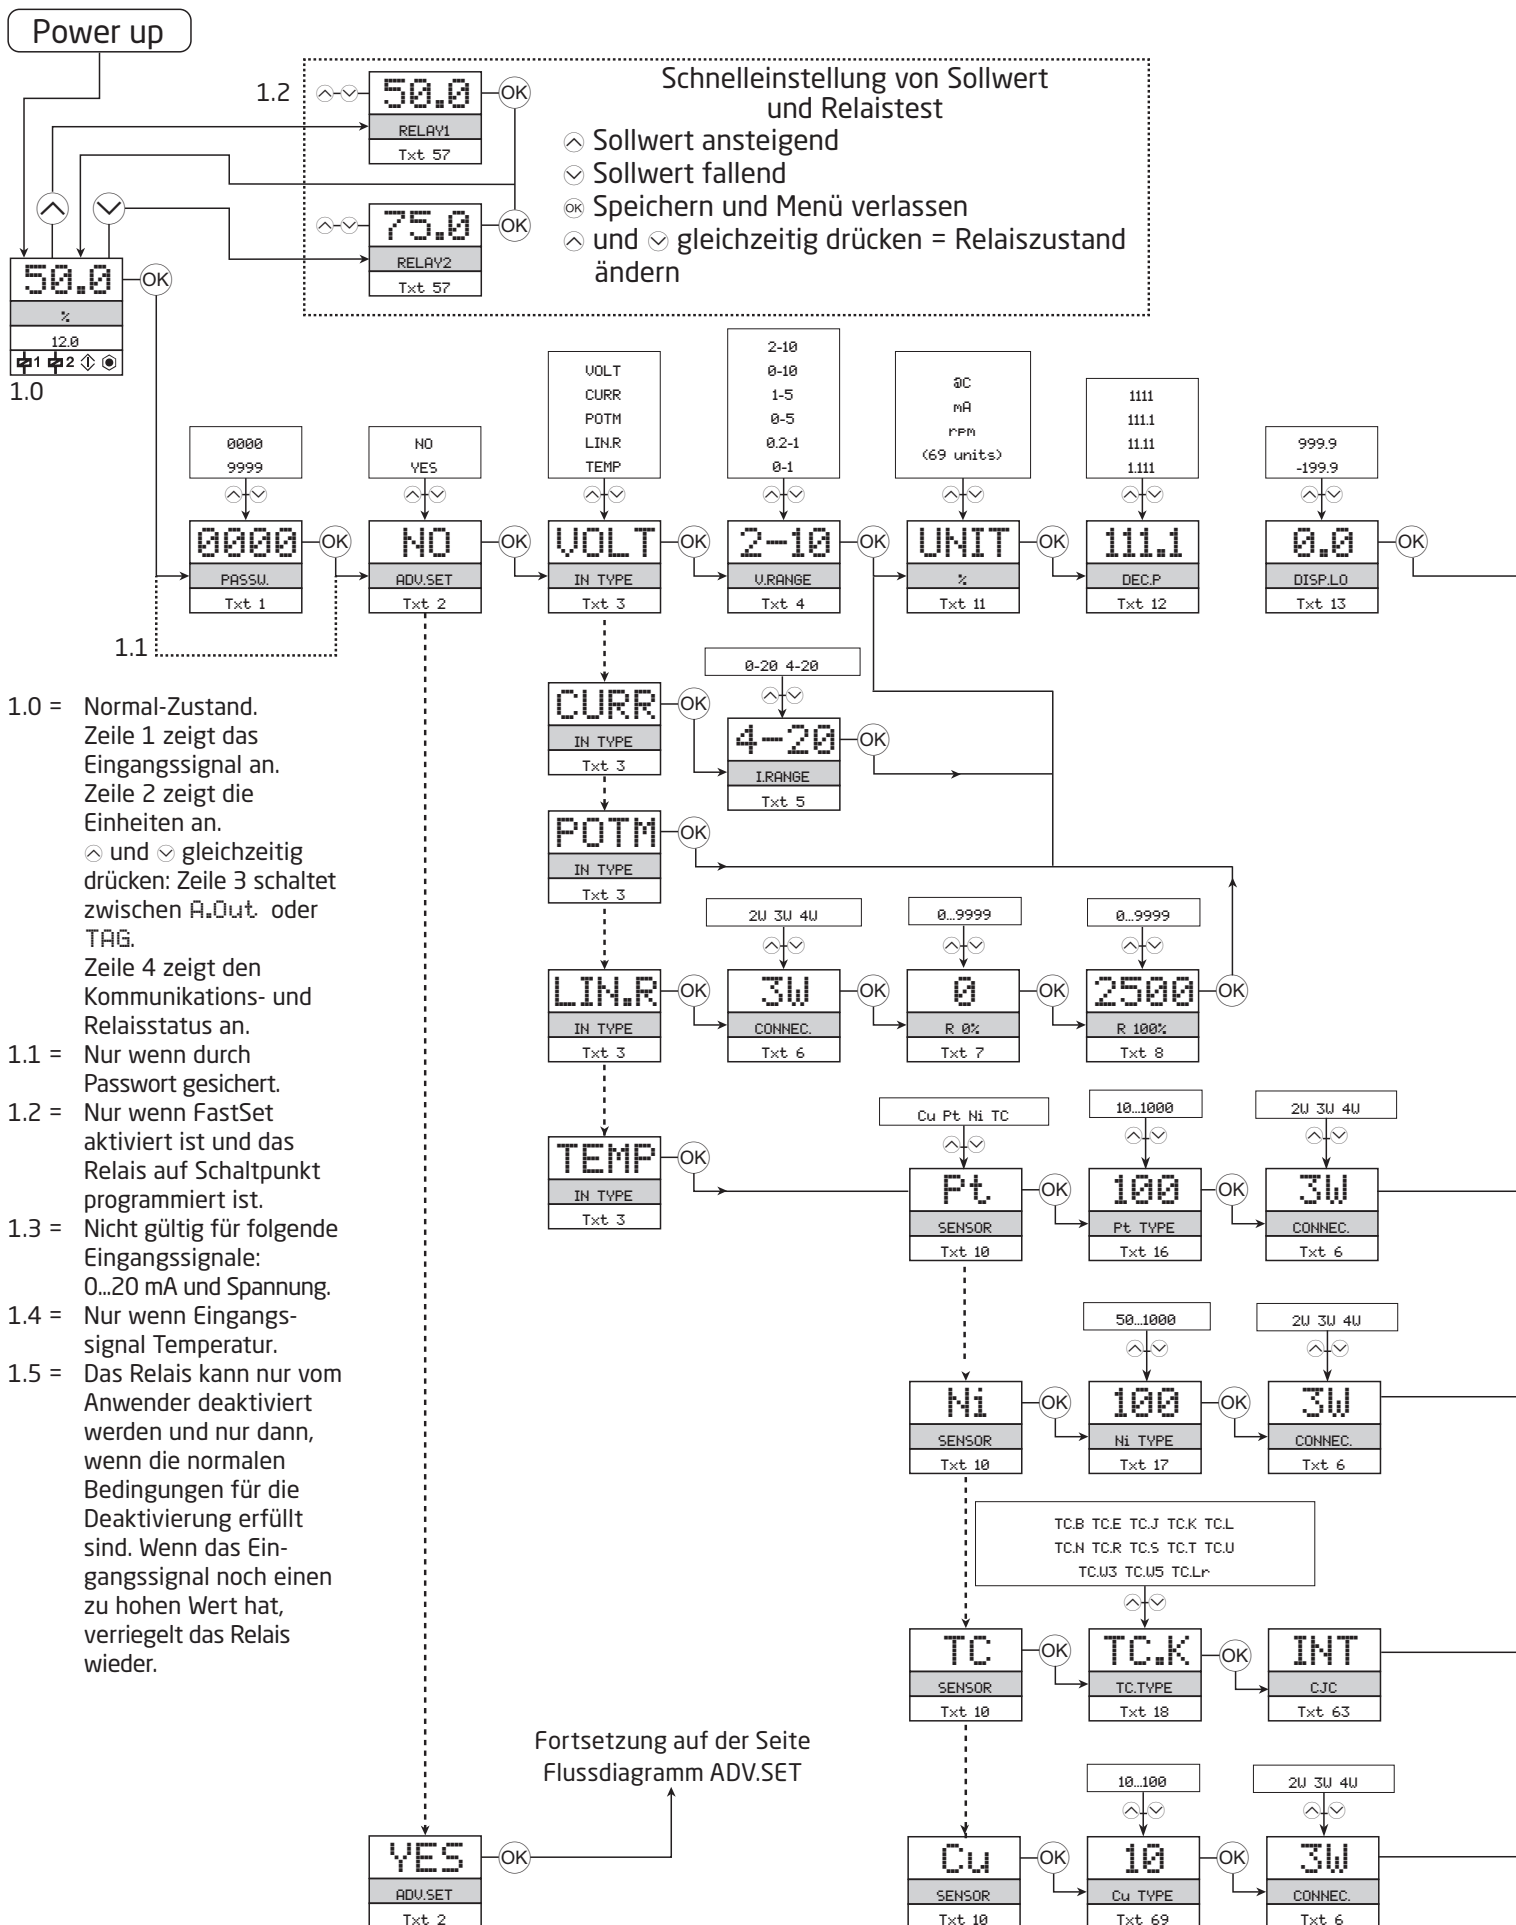 Power up
1.2
50.0
OK
RELAY1
Txt 57
75.0
OK
RELAY2
Txt 57
Schnelleinstellung von Sollwert
und Relaistest
Sollwert ansteigend
Sollwert fallend
OK Speichern und Menü verlassen
und gleichzeitig drücken = Relaiszustand
ändern
50.0
OK
%
12.0
1 2
1.0
0000
9999
0000
OK
PASSW.
Txt 1
1.1
NO
YES
NO
OK
ADV.SET
Txt 2
VOLT
CURR
POTM
LIN.R
TEMP
VOLT
OK
IN TYPE
Txt 3
2-10
0-10
1-5
0-5
0.2-1
0-1
2-10
OK
V.RANGE
Txt 4
mA
rpm
(69 units)
UNIT
OK
%
Txt 11
1111
111.1
11.11
1.111
111.1
DEC.P
Txt 12
999.9
-199.9
0.0
OK
DISP.LO
Txt 13
CURR
OK
IN TYPE
Txt 3
0-20 4-20
4-20
OK
I.RANGE
Txt 5
POTM
OK
IN TYPE
Txt 3
LIN.R
OK
IN TYPE
Txt 3
2W 3W 4W
3W
OK
CONNEC.
Txt 6
0...9999
0
OK
R 0%
Txt 7
0...9999
2500
OK
R 100%
Txt 8
TEMP
OK
IN TYPE
Txt 3
Cu Pt Ni TC
Pt
OK
SENSOR
Txt 10
10...1000
100
OK
Pt TYPE
Txt 16
2W 3W 4W
3W
CONNEC.
Txt 6
Ni
OK
SENSOR
Txt 10
50...1000
100
OK
Ni TYPE
Txt 17
2W 3W 4W
3W
CONNEC.
Txt 6
TC.B TC.E TC.J TC.K TC.L
TC.N TC.R TC.S TC.T TC.U
TC.W3 TC.W5 TC.Lr
TC
OK
SENSOR
Txt 10
TC.K
OK
TC.TYPE
Txt 18
INT
CJC
Txt 63
Cu
OK
SENSOR
Txt 10
10...100
10
OK
Cu TYPE
Txt 69
2W 3W 4W
3W
CONNEC.
Txt 6
YES
OK
ADV.SET
Txt 2
Fortsetzung auf der Seite
Flussdiagramm ADV.SET
1.0 = Normal-Zustand.
Zeile 1 zeigt das
Eingangssignal an.
Zeile 2 zeigt die
Einheiten an.
und gleichzeitig
drücken: Zeile 3 schaltet
zwischen A.Out oder
TAG.
Zeile 4 zeigt den
Kommunikations- und
Relaisstatus an.
1.1 = Nur wenn durch
Passwort gesichert.
1.2 = Nur wenn FastSet
aktiviert ist und das
Relais auf Schaltpunkt
programmiert ist.
1.3 = Nicht gültig für folgende
Eingangssignale:
0...20 mA und Spannung.
1.4 = Nur wenn Eingangs-
signal Temperatur.
1.5 = Das Relais kann nur vom
Anwender deaktiviert
werden und nur dann,
wenn die normalen
Bedingungen für die
Deaktivierung erfüllt
sind. Wenn das Ein-
gangssignal noch einen
zu hohen Wert hat,
verriegelt das Relais
wieder.